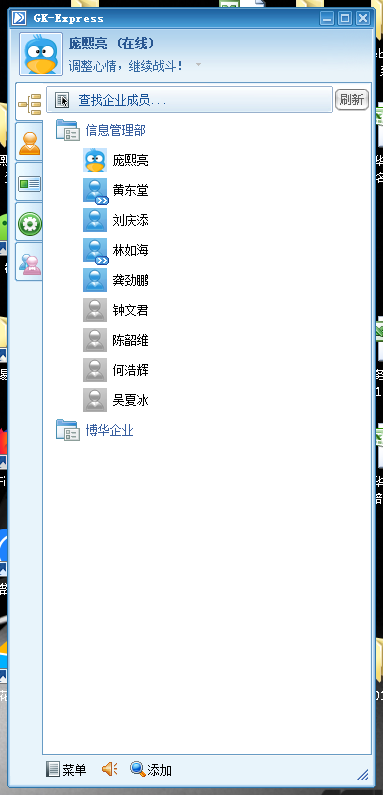 GK-Express
庞熙亮（在线）
调整心情，继续战斗！
查找企业成员...
刷新
信息管理部
庞熙亮
黄东堂
刘庆添
林如海
龚劲鹏
钟文君
陈韶维
何浩辉
吴夏冰
博华企业
菜单
添加